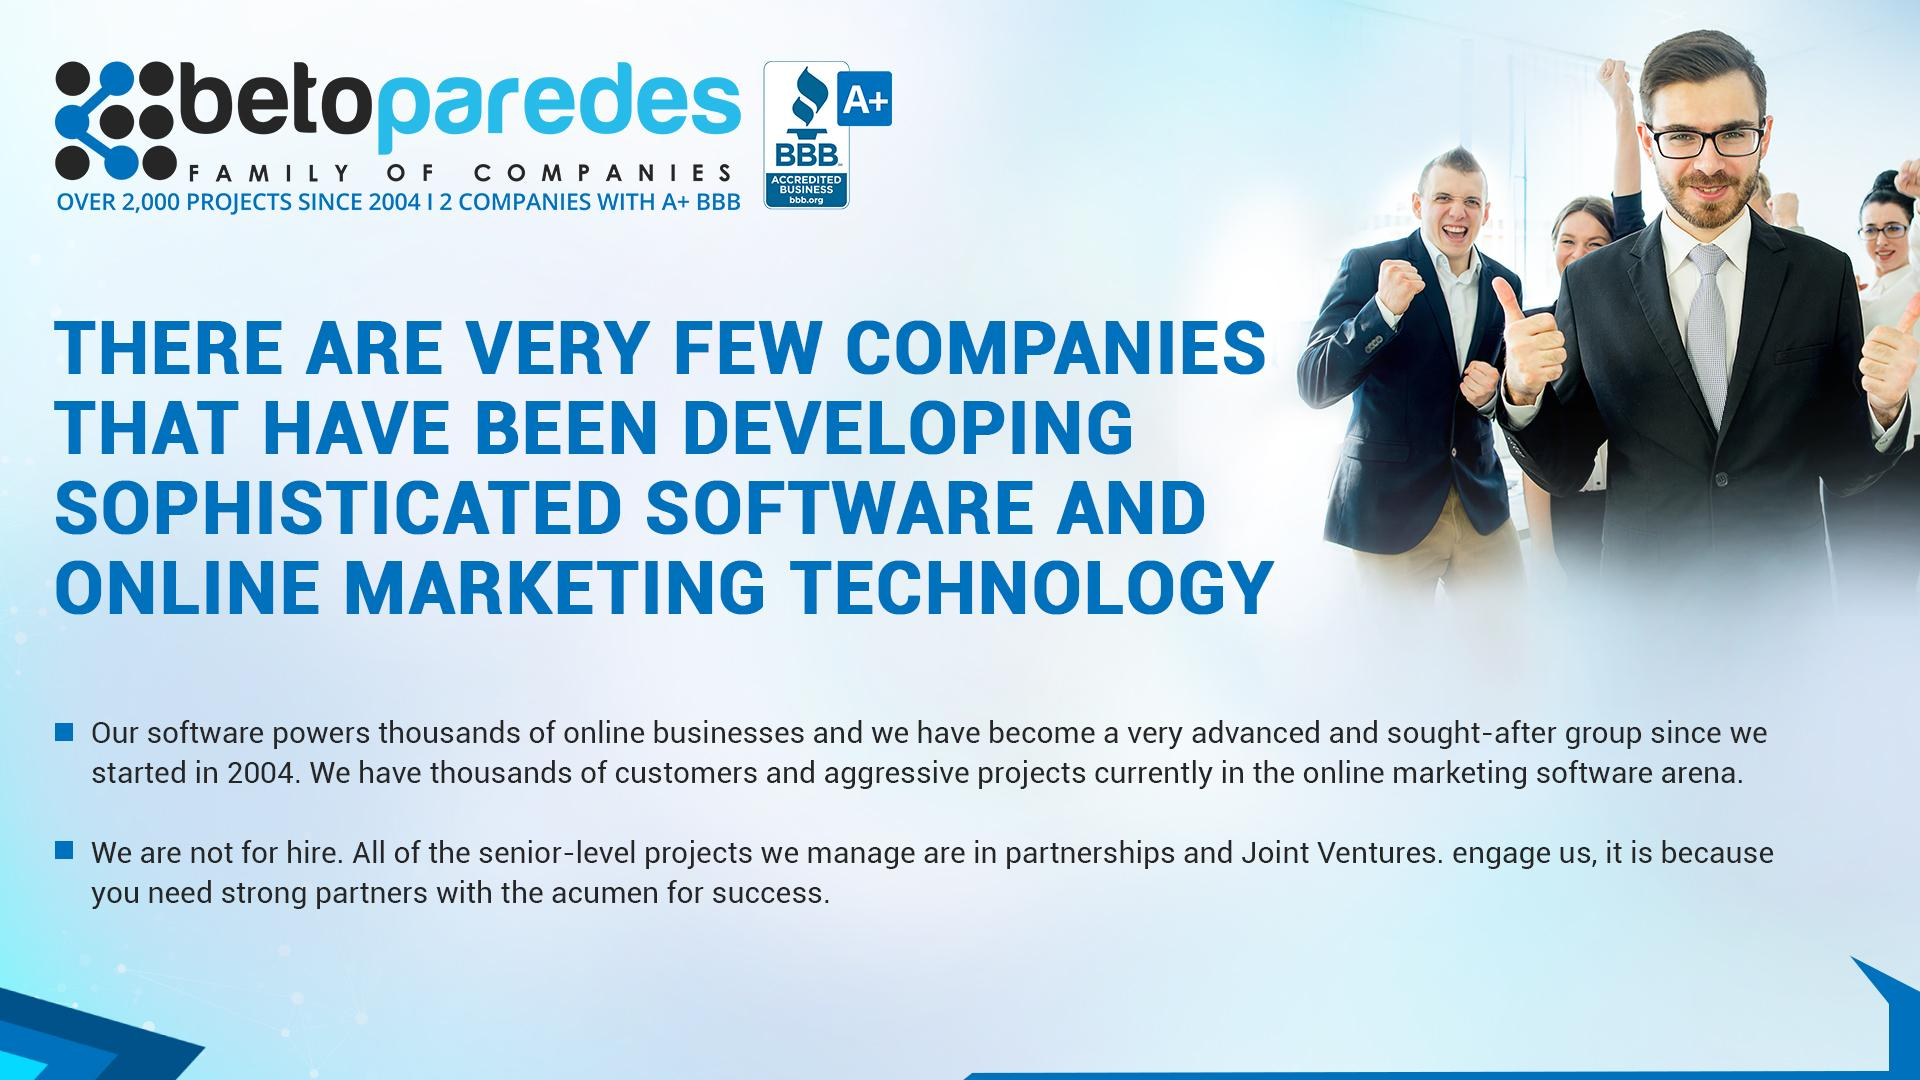 betoparedes
FAMILY OF COMPANIES
OVER 2,000 PROJECTS SINCE 2004 I 2 COMPANIES WITH A+ BBB
A+
BBB
ACCREDITED
BUSINESS
bbb.org
THERE ARE VERY FEW COMPANIES
THAT HAVE BEEN DEVELOPING
SOPHISTICATED SOFTWARE AND
ONLINE MARKETING TECHNOLOGY
Our software powers thousands of online businesses and we have become a very advanced and sought-after group since we
started in 2004. We have thousands of customers and aggressive projects currently in the online marketing software arena.
We are not for hire. All of the senior-level projects we manage are in partnerships and Joint Ventures. engage us, it is because
you need strong partners with the acumen for success.